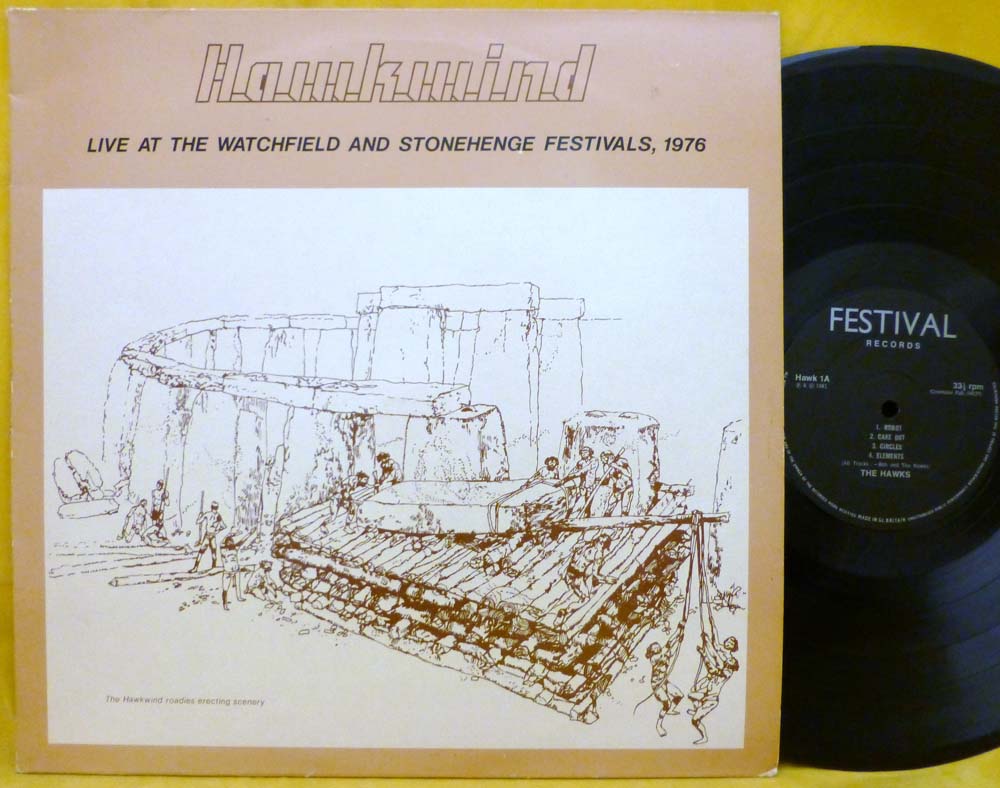 Hawkwind
LIVE AT THE WATCHFIELD AND STONEHENGE FESTIVALS, 1976
The Hawkwind roadies erecting scenery
FESTIVAL
RECORDS
Hawk 1A
33⅓ rpm
1. ROBOT
2. CAKE OUT
3. CIRCLES
4. ELEMENTS
THE HAWKS